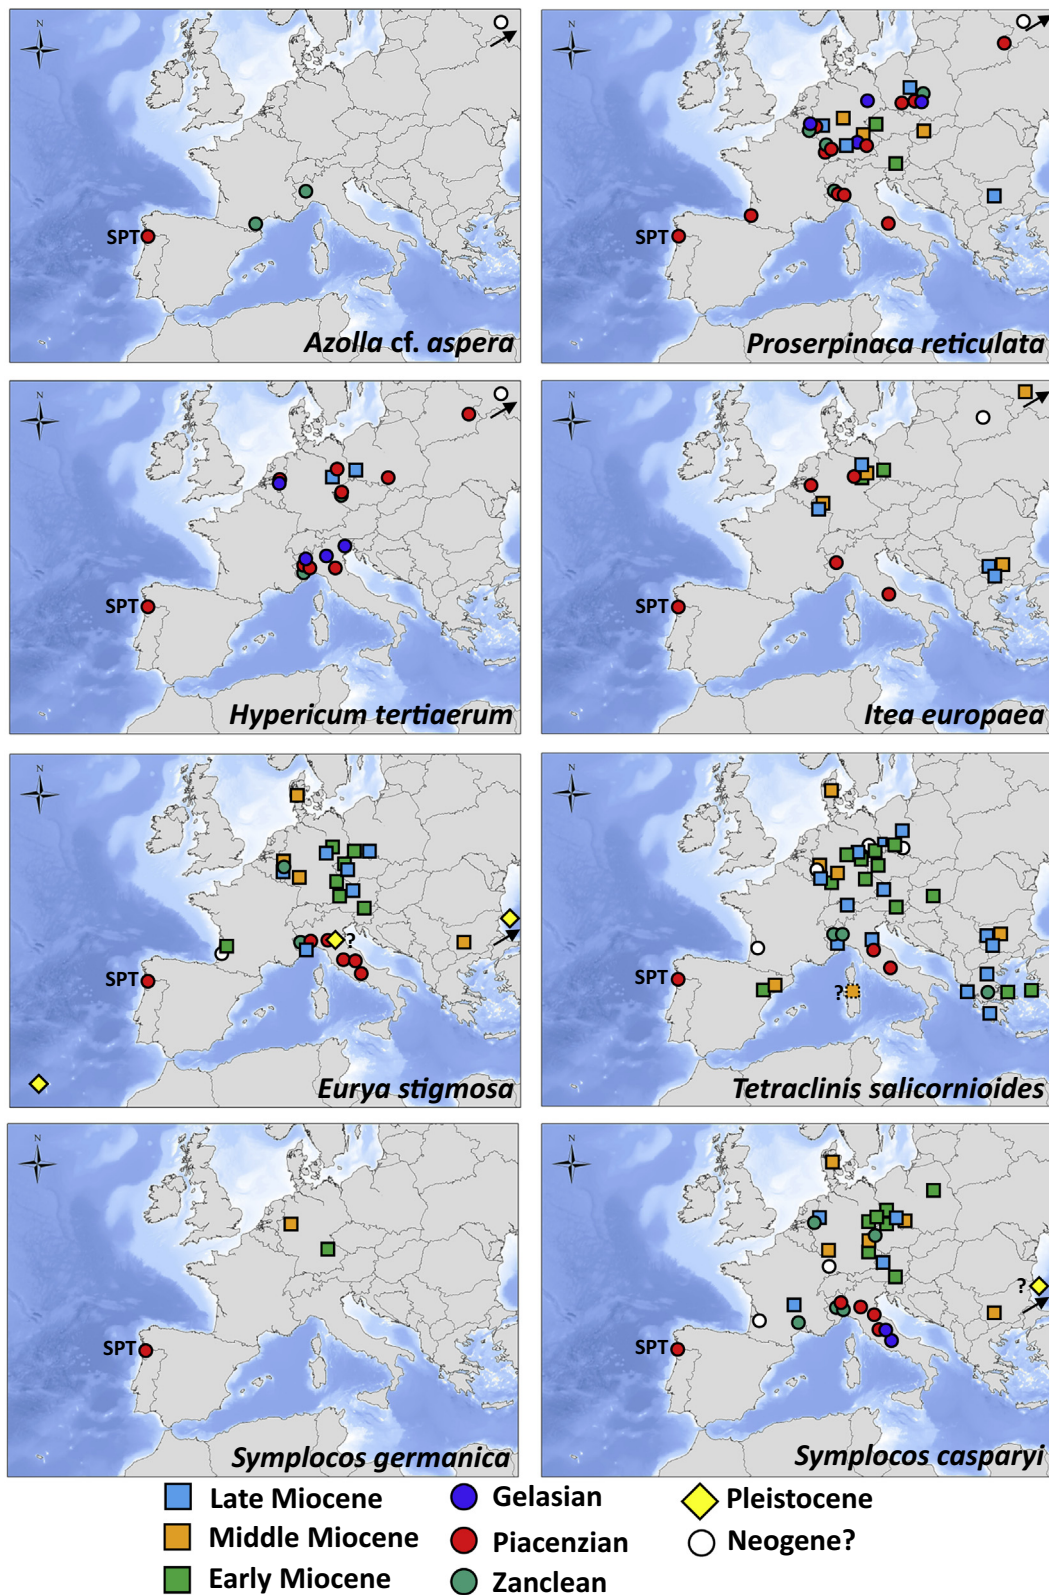 N
N
SPT
SPT
Azolla cf. aspera
Proserpinaca reticulata
N
N
SPT
SPT
Hypericum tertiaerum
Itea europaea
N
N
?
SPT
SPT
?
Eurya stigmosa
Tetraclinis salicornioides
N
N
?
SPT
SPT
Symplocos germanica
Symplocos casparyi
Late Miocene
Gelasian
Pleistocene
Middle Miocene
Piacenzian
Neogene?
Early Miocene
Zanclean